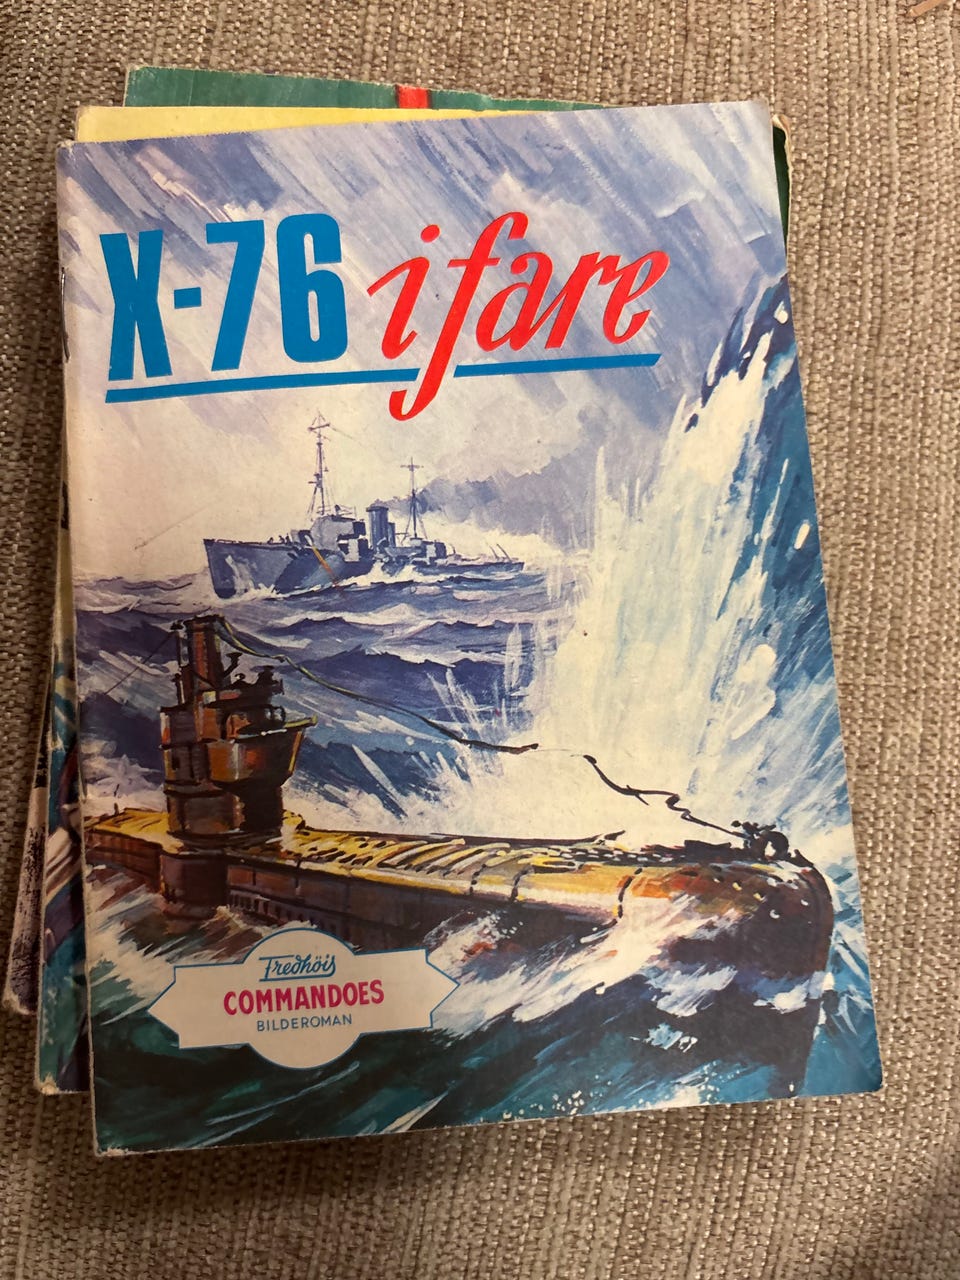 X-76 i fare
Fredhøis
COMMANDOES
BILDEROMAN